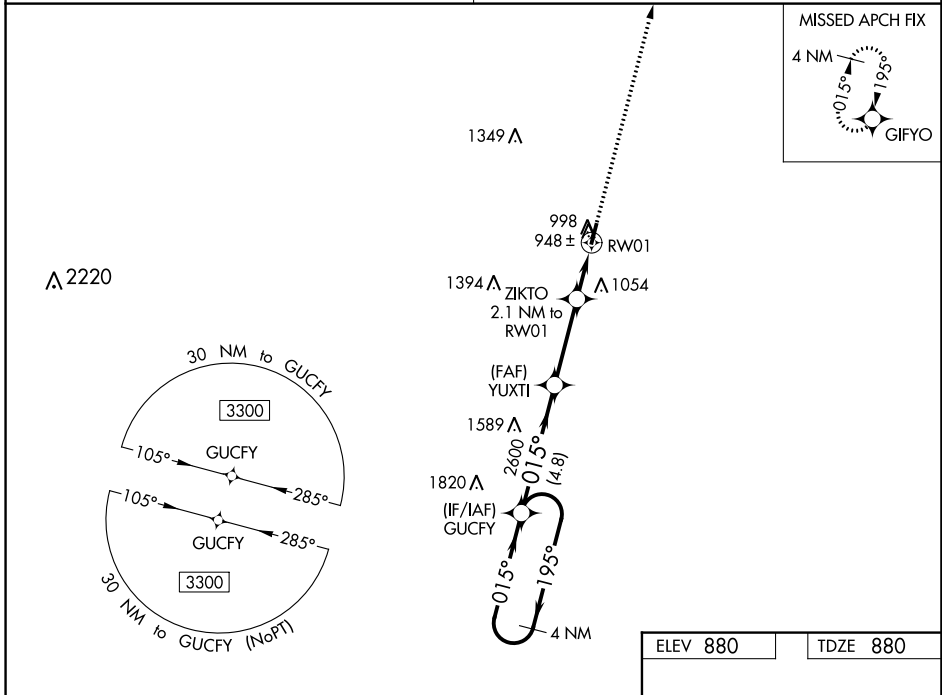 MISSED APCH FIX
4 NM
015°
195°
GIFYO
1349
998
948 ±
RW01
2220
1394
ZIKTO
2.1 NM to
RW01
1054
30 NM to GUCFY
3300
105°
GUCFY
285°
(FAF)
YUXTI
1589
2600
015°
(4.8)
1820
(IF/IAF)
GUCFY
105°
GUCFY
285°
3300
30 NM to GUCFY (NoPT)
015°
195°
4 NM
ELEV 880
TDZE 880